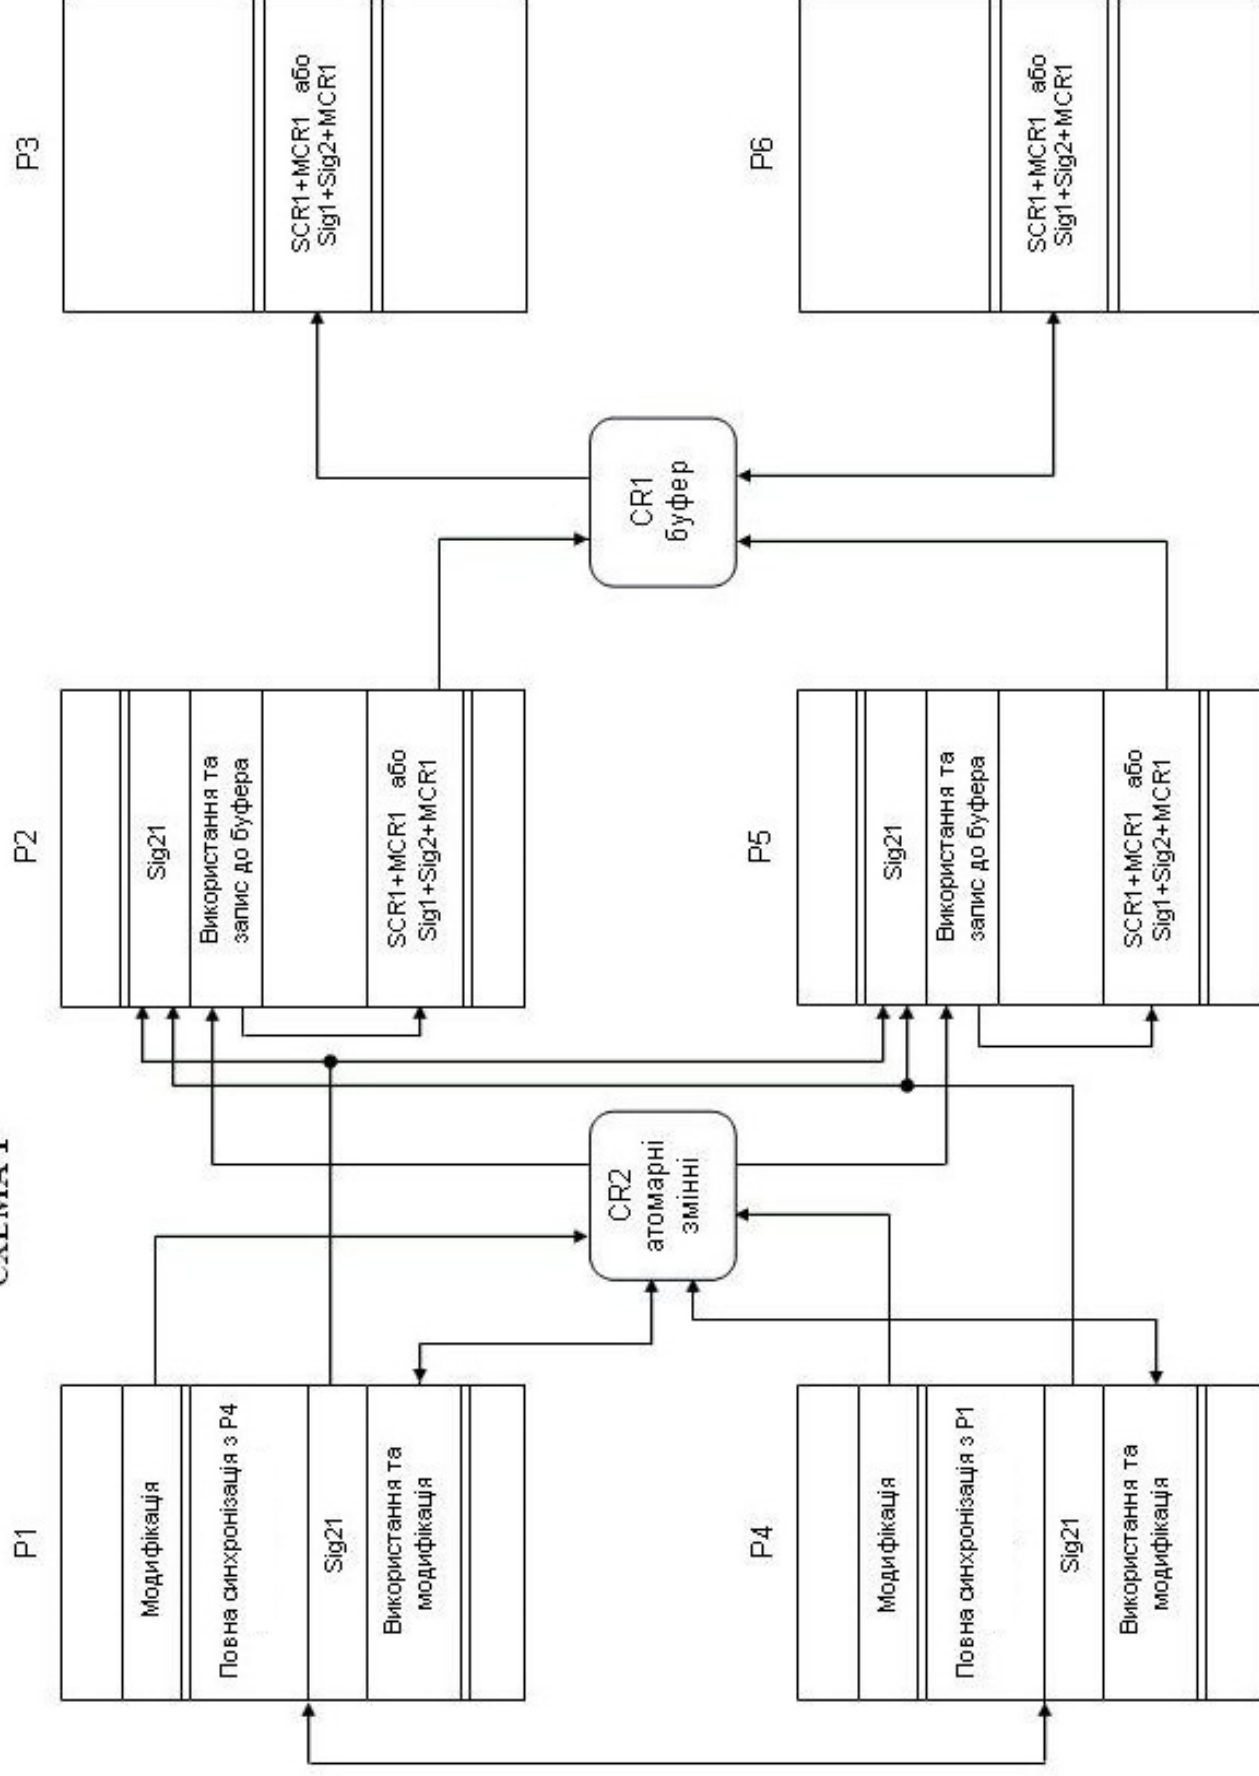 СХЕМА
P1
Модифікація
Повна синхронізація з P4
Sig21
Використання та
модифікація
P2
Sig21
Використання та
запис до буфера
SCR1+MCR1 або
Sig1+Sig2+MCR1
P3
SCR1+MCR1 або
Sig1+Sig2+MCR1
CR2
атомарні
змінні
CR1
буфер
P4
Модифікація
Повна синхронізація з P1
Sig21
Використання та
модифікація
P5
Sig21
Використання та
запис до буфера
SCR1+MCR1 або
Sig1+Sig2+MCR1
P6
SCR1+MCR1 або
Sig1+Sig2+MCR1